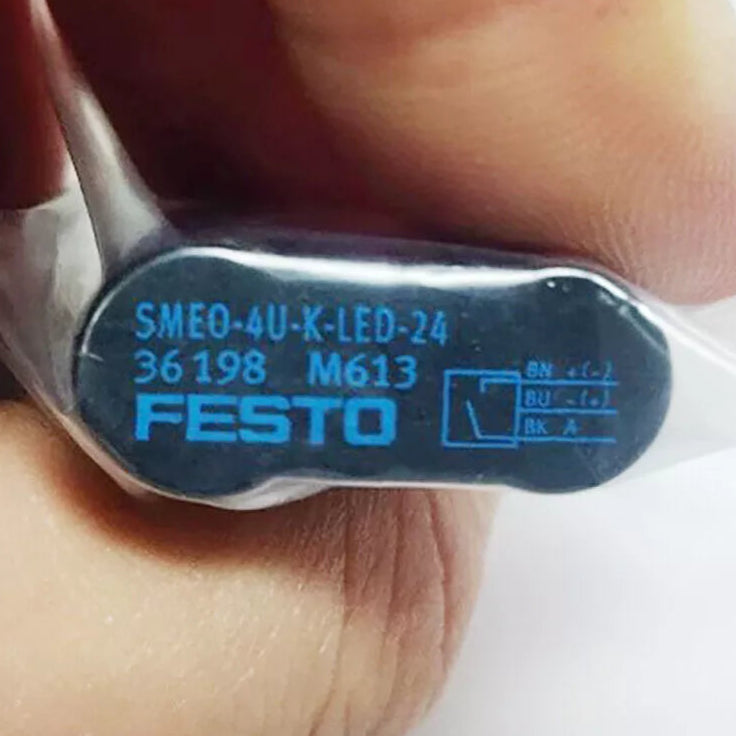 SMEO-4U-K-LED-24
36 198 M613
FESTO
BN +(-)
BU -(+)
BK A